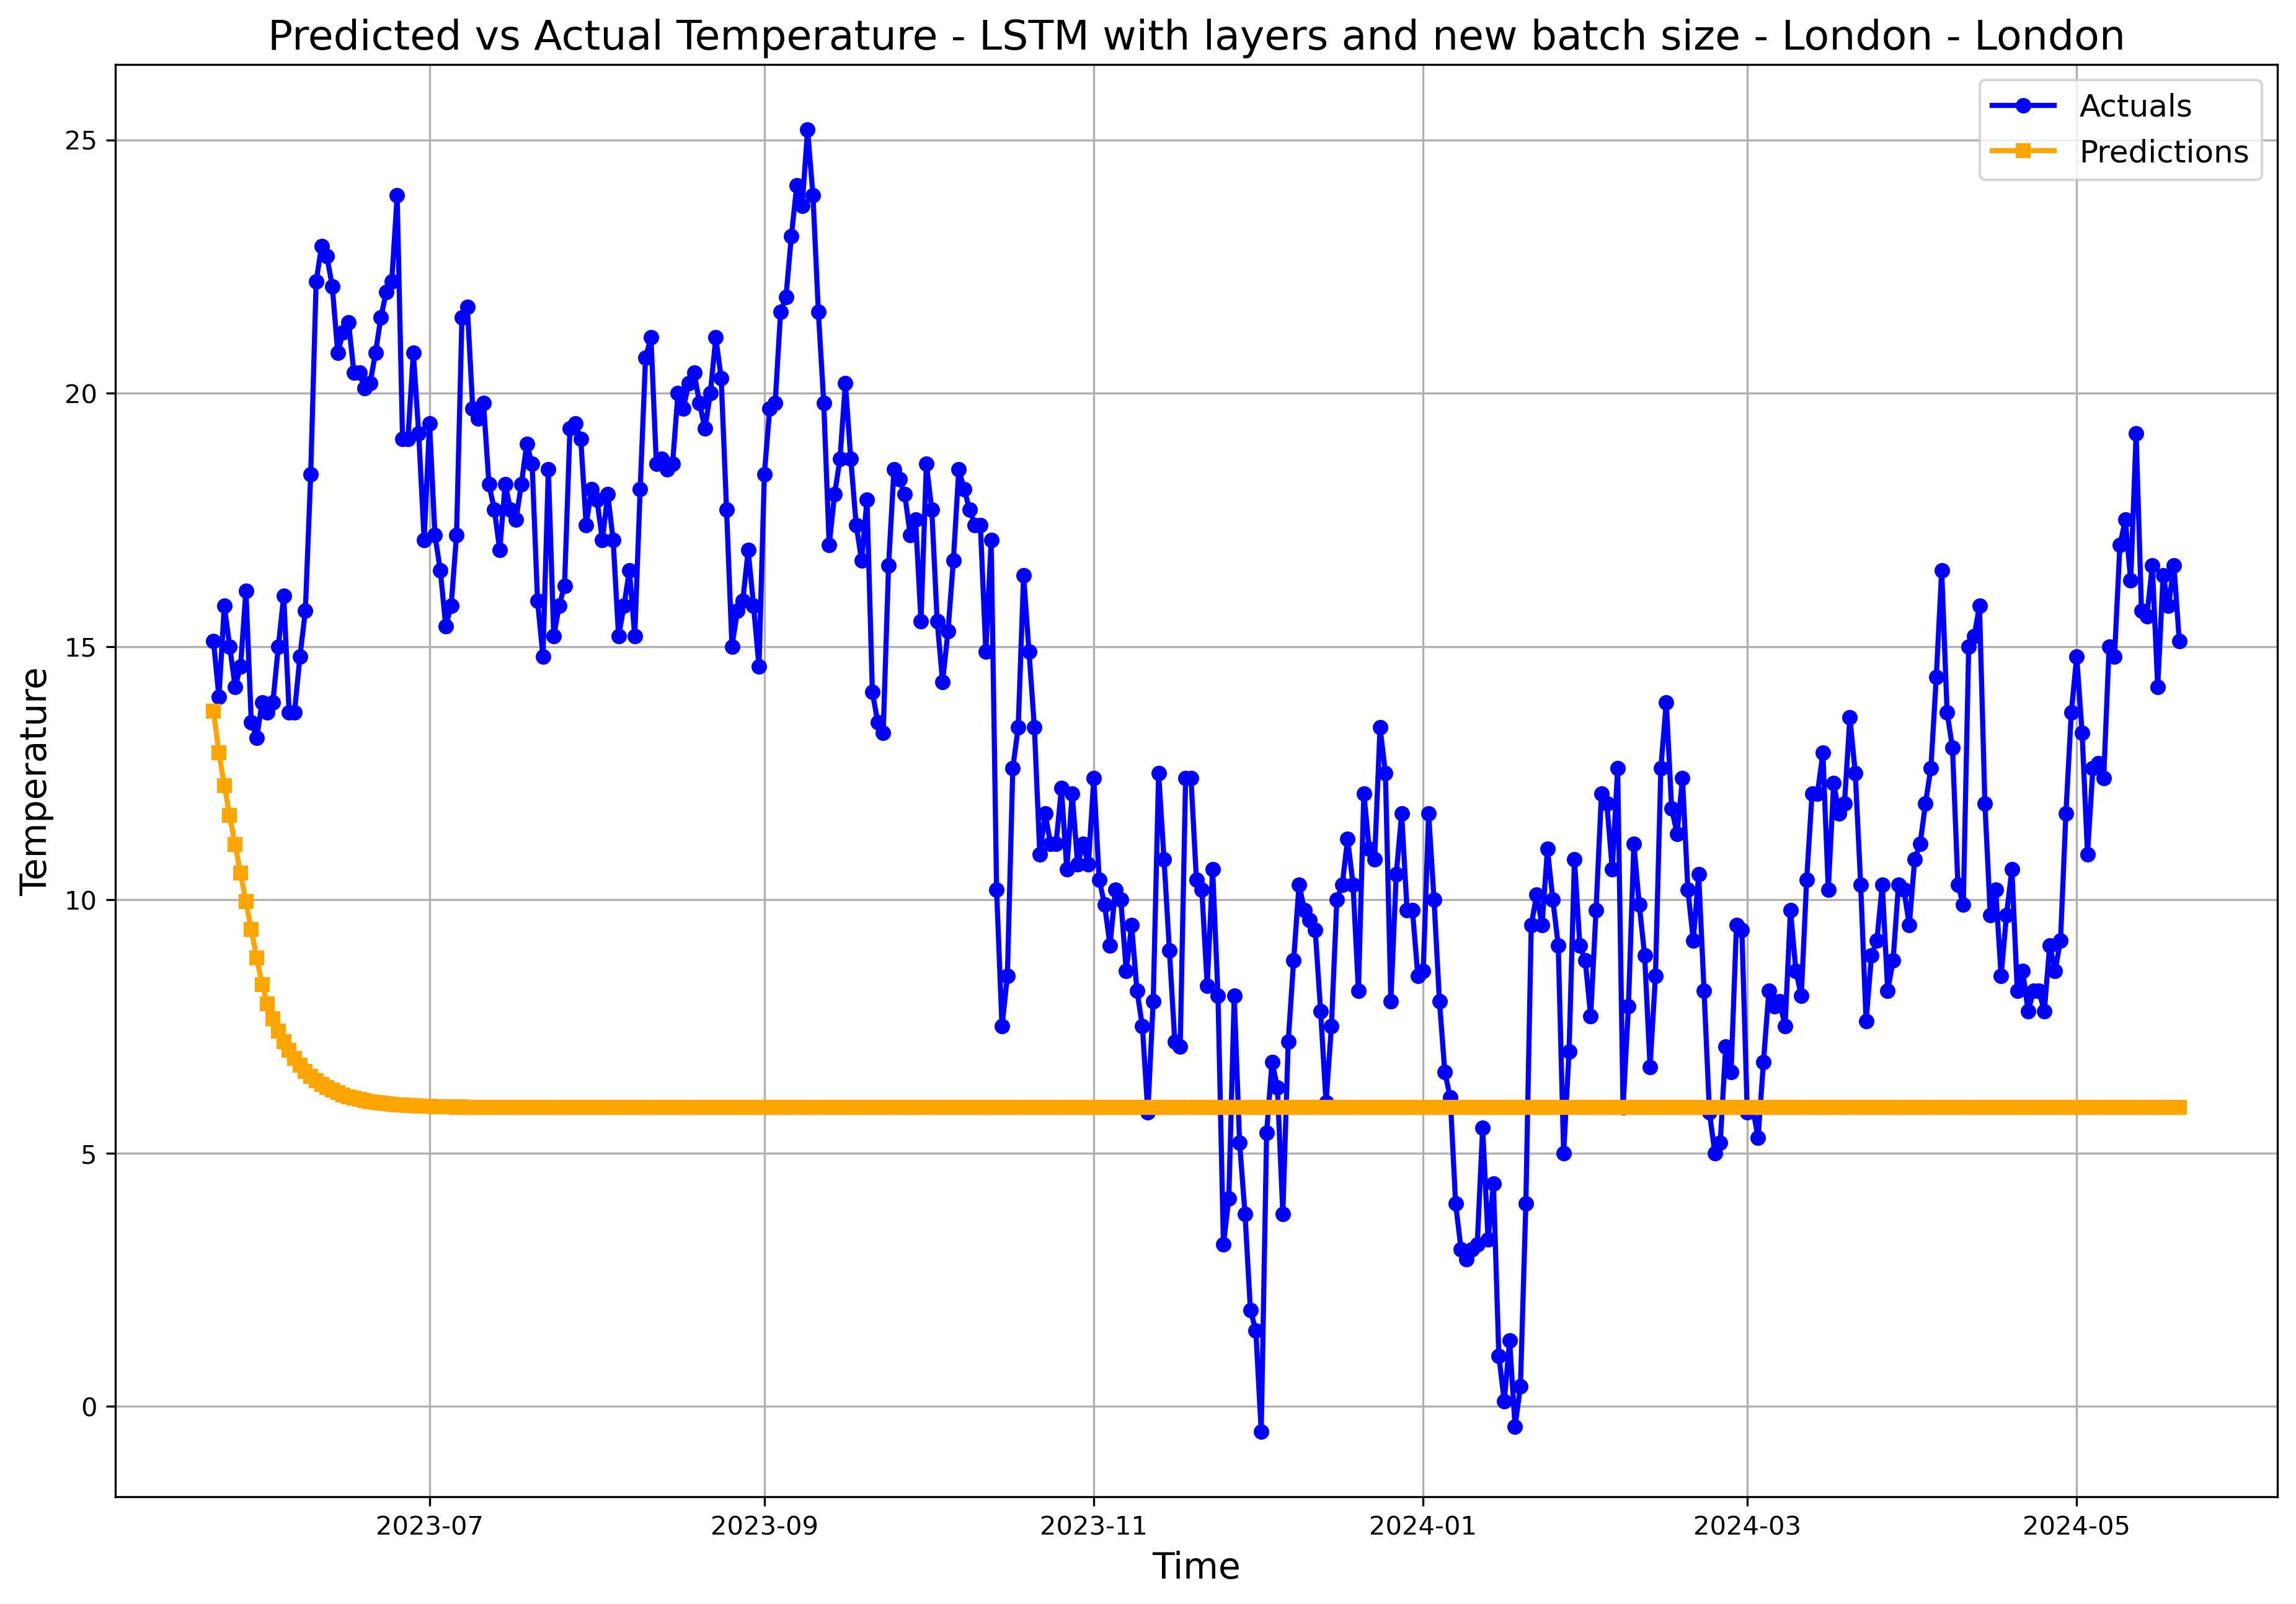 Predicted vs Actual Temperature - LSTM with layers and new batch size - London - London
Actuals
Predictions
25
20
15
10
5
0
Temperature
2023-07
2023-09
2023-11
2024-01
2024-03
2024-05
Time